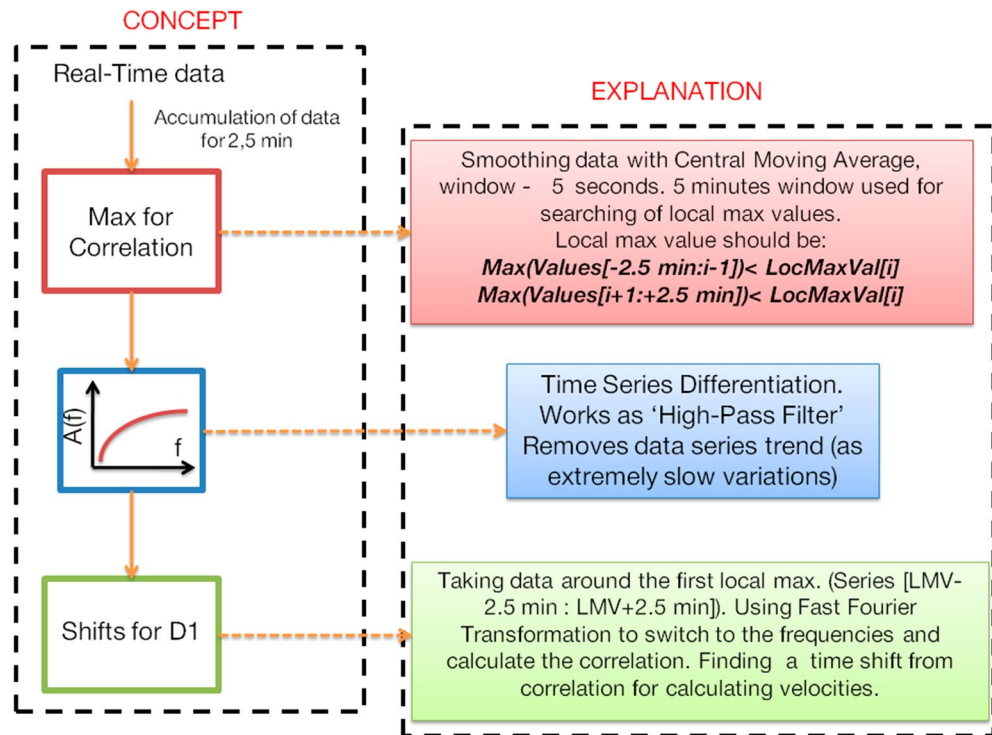 CONCEPT
Real-Time data
Accumulation of data
for 2,5 min
Max for
Correlation
A(f)
f
Shifts for D1
EXPLANATION
Smoothing data with Central Moving Average,
window - 5 seconds. 5 minutes window used for
searching of local max values.
Local max value should be:
Max(Values[-2.5 min:i-1])< LocMaxVal[i]
Max(Values[i+1:+2.5 min])< LocMaxVal[i]
Time Series Differentiation.
Works as ‘High-Pass Filter’
Removes data series trend (as
extremely slow variations)
Taking data around the first local max. (Series [LMV-
2.5 min : LMV+2.5 min]). Using Fast Fourier
Transformation to switch to the frequencies and
calculate the correlation. Finding a time shift from
correlation for calculating velocities.